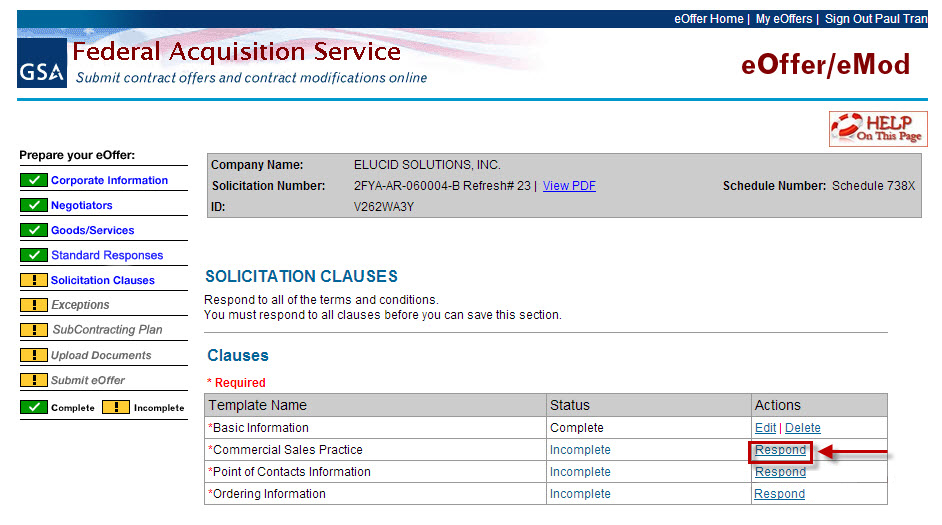 eOffer Home | My eOffers | Sign Out Paul Tran
GSA
Federal Acquisition Service
Submit contract offers and contract modifications online
eOffer/eMod
HELP
On This Page
Prepare your eOffer:
Corporate Information
Negotiators
Goods/Services
Standard Responses
Solicitation Clauses
Exceptions
SubContracting Plan
Upload Documents
Submit eOffer
Complete ! Incomplete
Company Name: ELUCID SOLUTIONS, INC.
Solicitation Number: 2FYA-AR-060004-B Refresh# 23 | View PDF Schedule Number: Schedule 738X
ID: V262WA3Y
SOLICITATION CLAUSES
Respond to all of the terms and conditions.
You must respond to all clauses before you can save this section.
Clauses
* Required
Template Name Status Actions
*Basic Information Complete Edit | Delete
*Commercial Sales Practice Incomplete Respond
*Point of Contacts Information Incomplete Respond
*Ordering Information Incomplete Respond